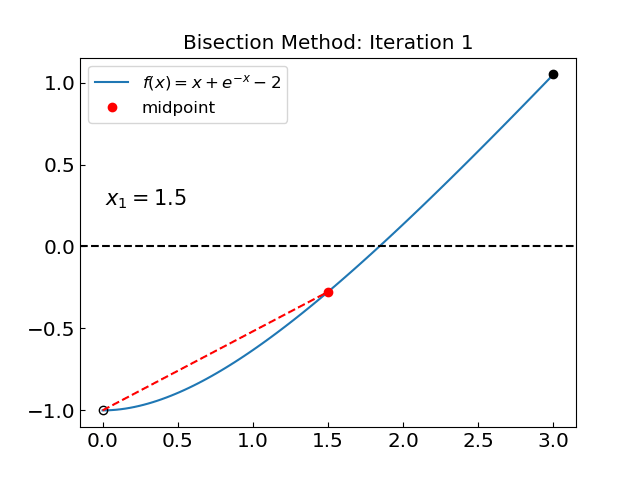 Bisection Method: Iteration 1
f(x) = x + e^{-x} − 2
midpoint
x_1 = 1.5
1.0
0.5
0.0
−0.5
−1.0
0.0 0.5 1.0 1.5 2.0 2.5 3.0